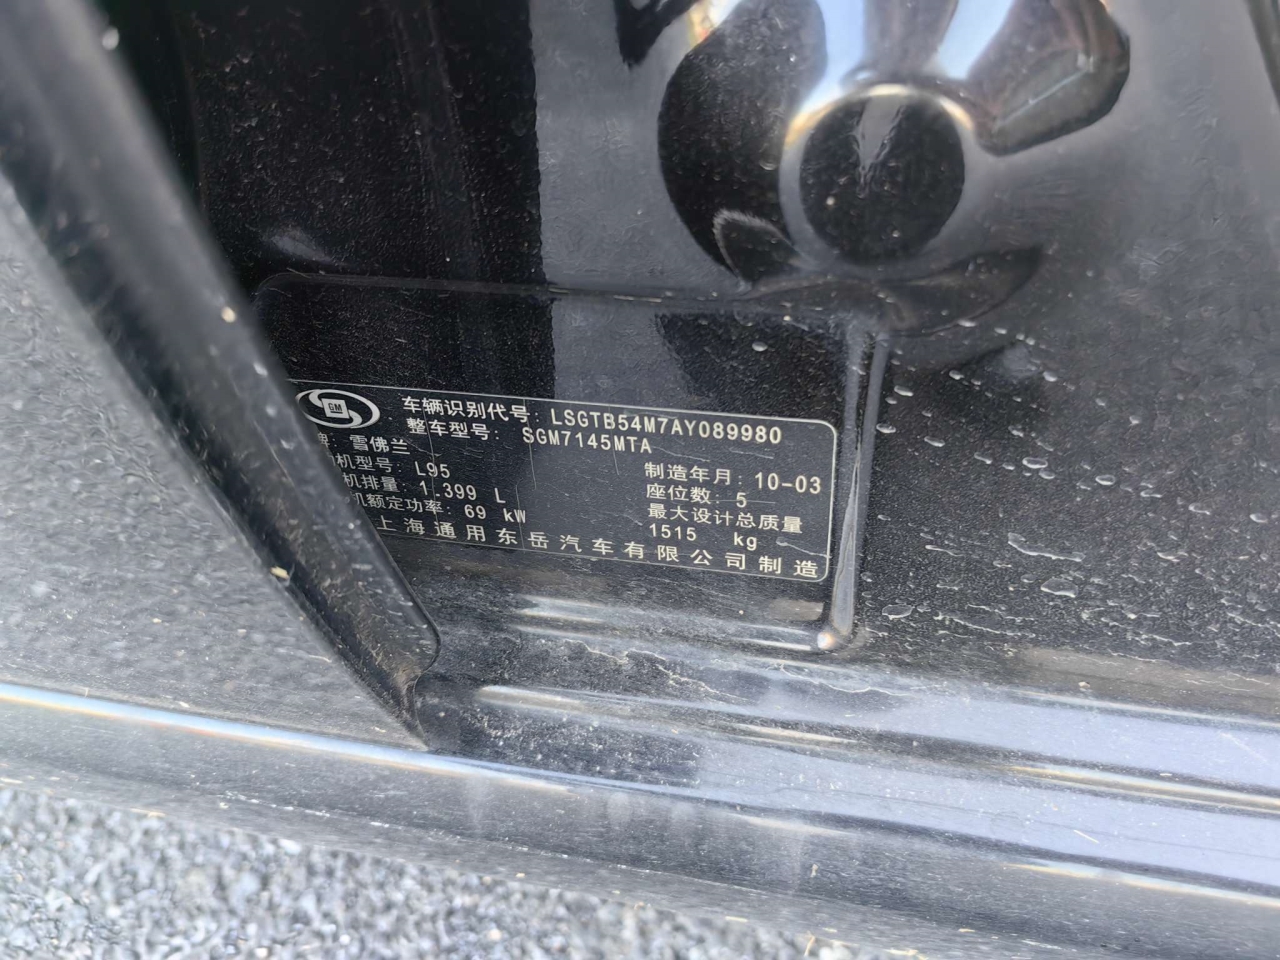 GM
车辆识别代号: LSGTB54M7AY089980
整车型号: SGM7145MTA
牌: 雪佛兰
机型号: L95
机排量: 1.399 L
机额定功率: 69 kW
制造年月: 10-03
座位数: 5
最大设计总质量
1515 kg
上海通用东岳汽车有限公司制造